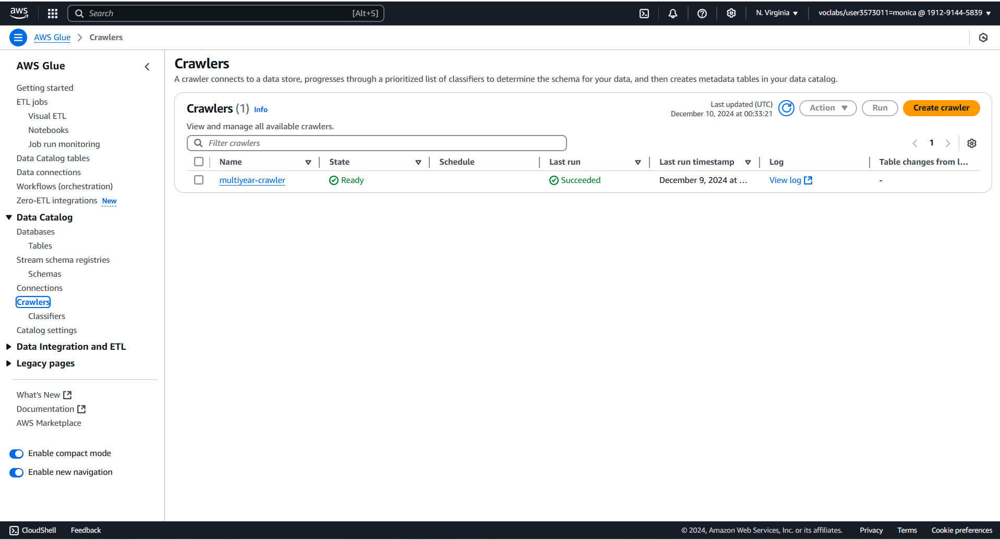 aws
Search
[Alt+S]
N. Virginia
voclabs/user3573011=monica @ 1912-9144-5839
AWS Glue
Crawlers
AWS Glue
Getting started
ETL jobs
Visual ETL
Notebooks
Job run monitoring
Data Catalog tables
Data connections
Workflows (orchestration)
Zero-ETL integrations New
Data Catalog
Databases
Tables
Stream schema registries
Schemas
Connections
Crawlers
Classifiers
Catalog settings
Data Integration and ETL
Legacy pages
What's New
Documentation
AWS Marketplace
Enable compact mode
Enable new navigation
Crawlers
A crawler connects to a data store, progresses through a prioritized list of classifiers to determine the schema for your data, and then creates metadata tables in your data catalog.
Crawlers (1) Info
Last updated (UTC)
December 10, 2024 at 00:33:21
Action
Run
Create crawler
View and manage all available crawlers.
Filter crawlers
1
Name State Schedule Last run Last run timestamp Log Table changes from l...
multiyear-crawler Ready Succeeded December 9, 2024 at ... View log -
CloudShell Feedback © 2024, Amazon Web Services, Inc. or its affiliates. Privacy Terms Cookie preferences